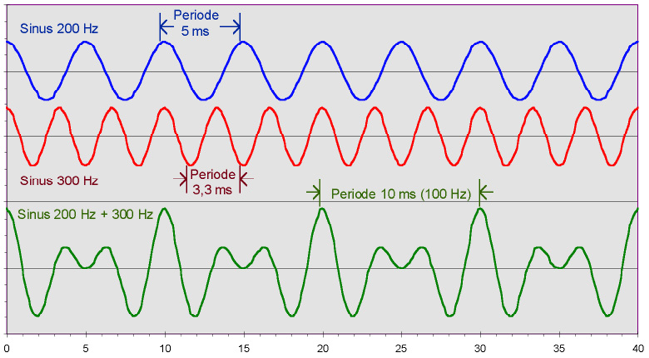 Sinus 200 Hz
Periode
5 ms
Sinus 300 Hz
Periode
3,3 ms
Sinus 200 Hz + 300 Hz
Periode 10 ms (100 Hz)
0 5 10 15 20 25 30 35 40